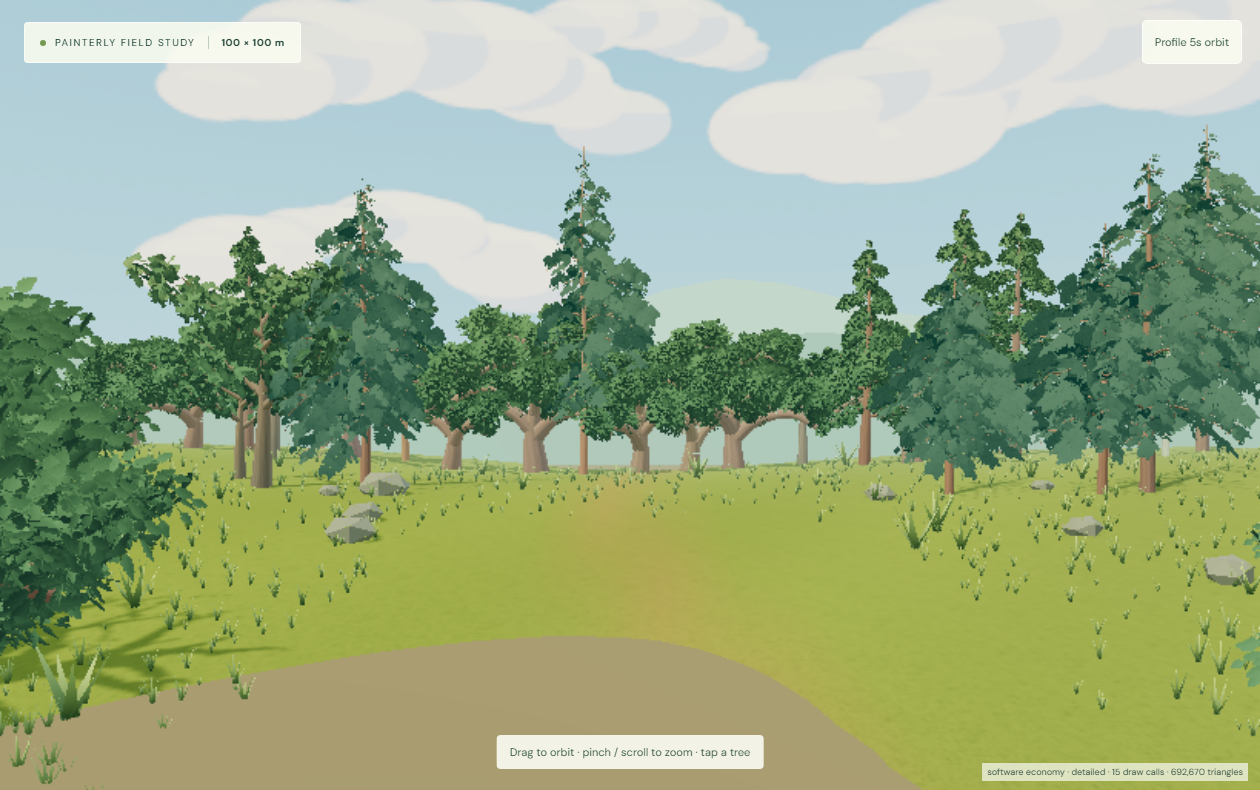 PAINTERLY FIELD STUDY 100 × 100 m
Profile 5s orbit
Drag to orbit · pinch / scroll to zoom · tap a tree
software economy · detailed · 15 draw calls · 692,670 triangles